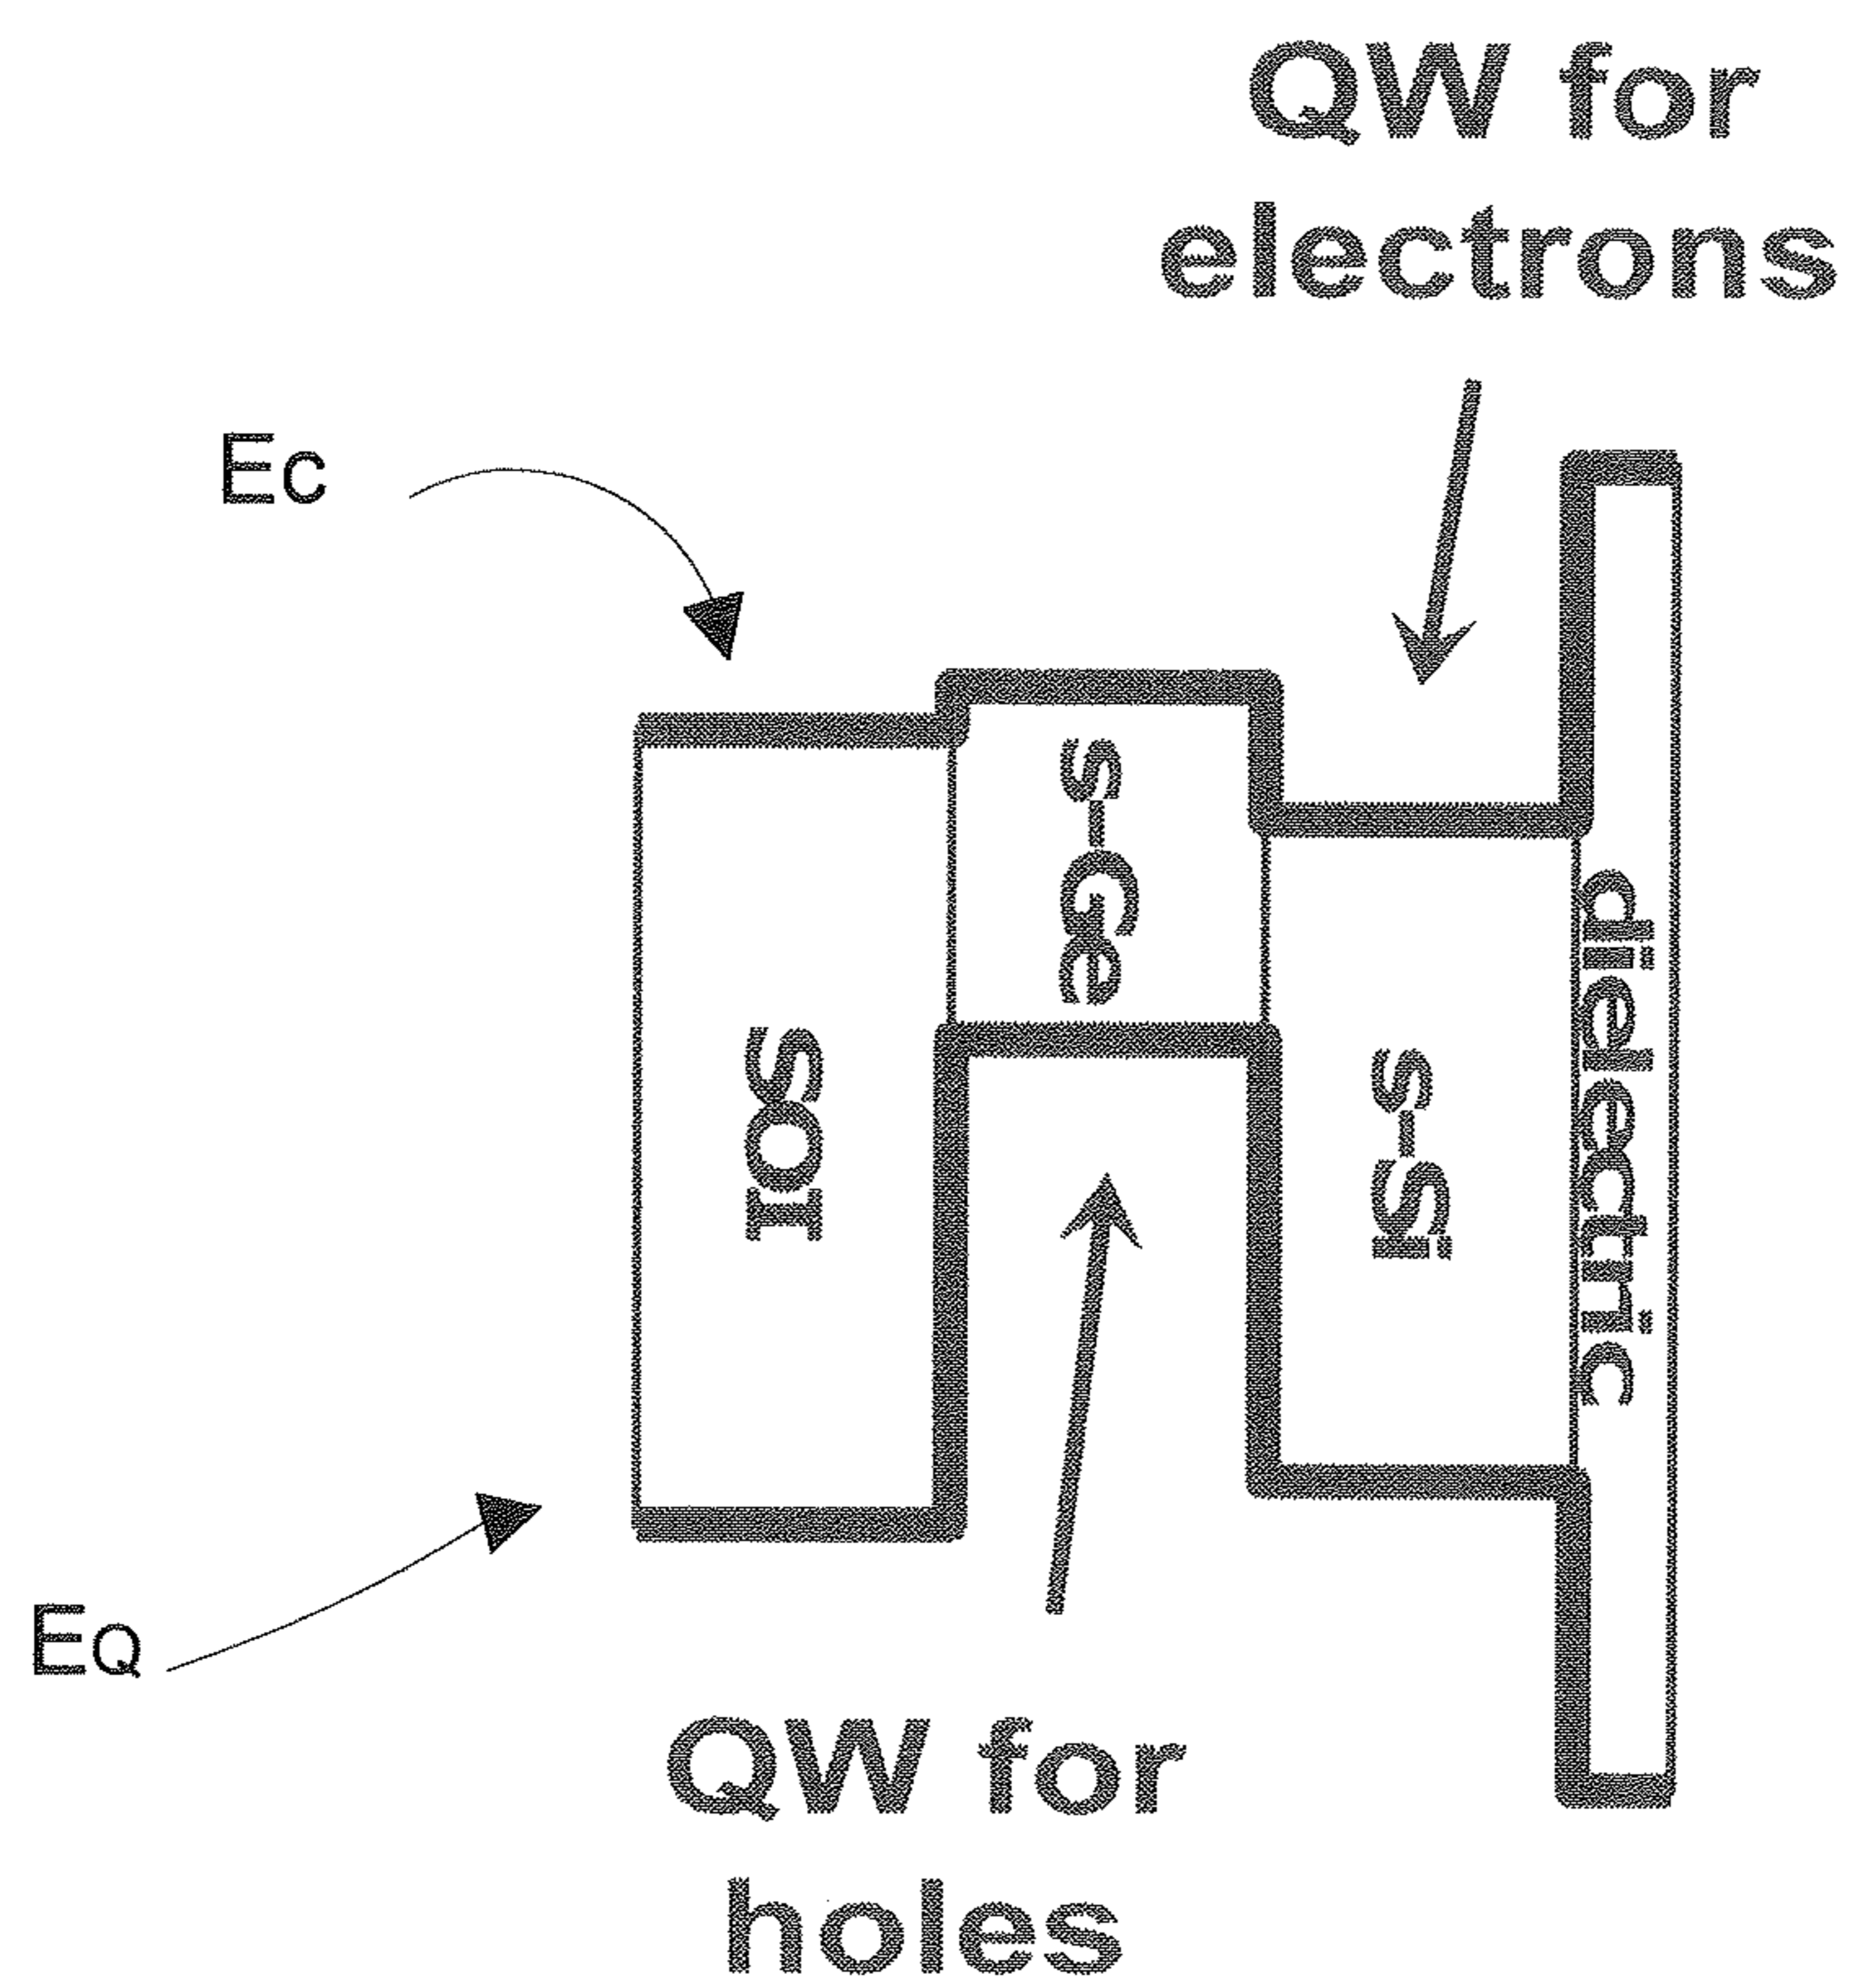 QW for
electrons
Ec
s-Ge
SOI
s-Si
dielectric
EQ
QW for
holes